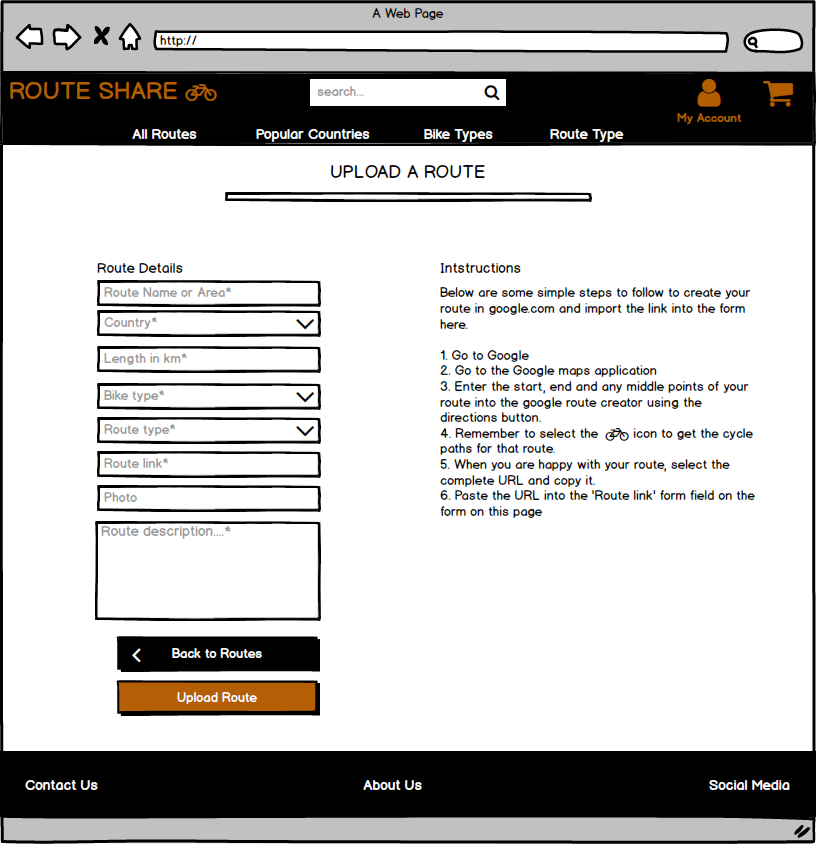 A Web Page
http://
ROUTE SHARE
search...
My Account
All Routes
Popular Countries
Bike Types
Route Type
UPLOAD A ROUTE
Route Details
Route Name or Area*
Country*
Length in km*
Bike type*
Route type*
Route link*
Photo
Route description....*
Back to Routes
Upload Route
Intstructions
Below are some simple steps to follow to create your
route in google.com and import the link into the form
here.
1. Go to Google
2. Go to the Google maps application
3. Enter the start, end and any middle points of your
route into the google route creator using the
directions button.
4. Remember to select the icon to get the cycle
paths for that route.
5. When you are happy with your route, select the
complete URL and copy it.
6. Paste the URL into the 'Route link' form field on the
form on this page
Contact Us
About Us
Social Media